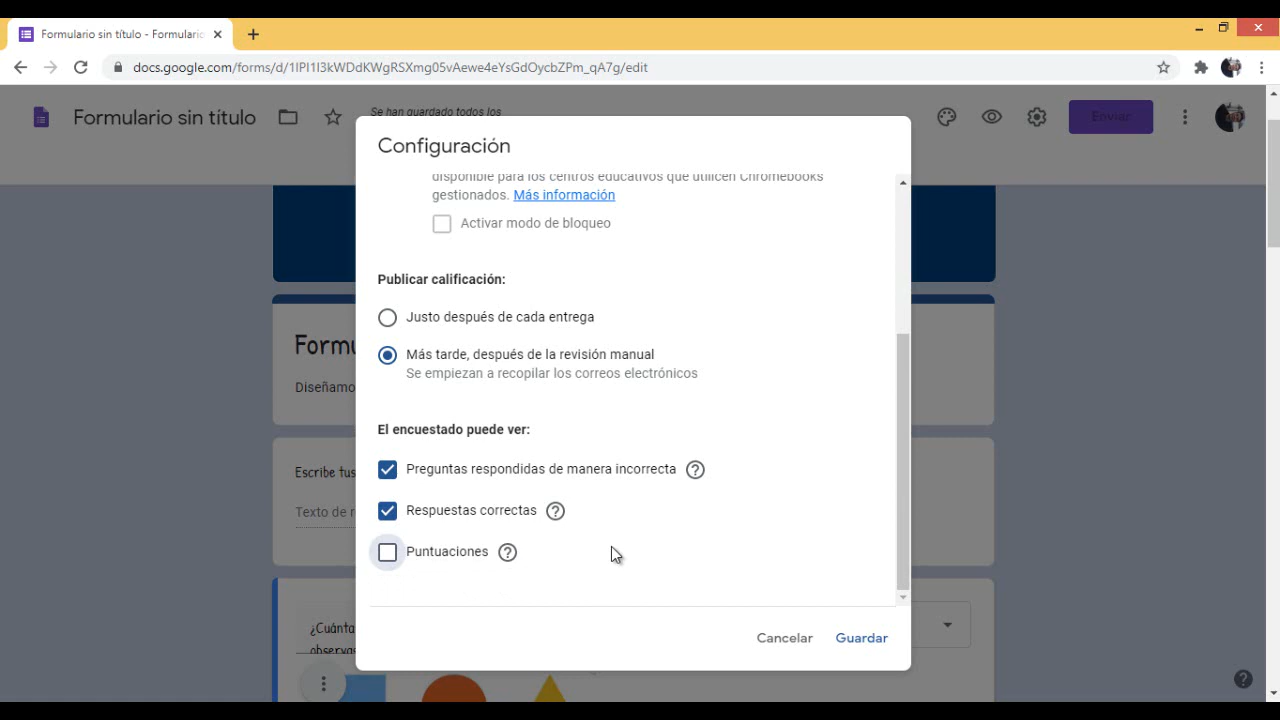 Formulario sin título - Formulario
docs.google.com/forms/d/1IPI1I3kWDdKWgRSXmg05vAewe4eYsGdOycbZPm_qA7g/edit
Formulario sin título
Se han guardado todos los
Enviar
Configuración
disponible para los centros educativos que utilicen Chromebooks
gestionados. Más información
Activar modo de bloqueo
Publicar calificación:
Justo después de cada entrega
Formu
Más tarde, después de la revisión manual
Se empiezan a recopilar los correos electrónicos
Diseñamo
El encuestado puede ver:
Escribe tus
Preguntas respondidas de manera incorrecta
Texto de r
Respuestas correctas
Puntuaciones
¿Cuánta
observas
Cancelar
Guardar